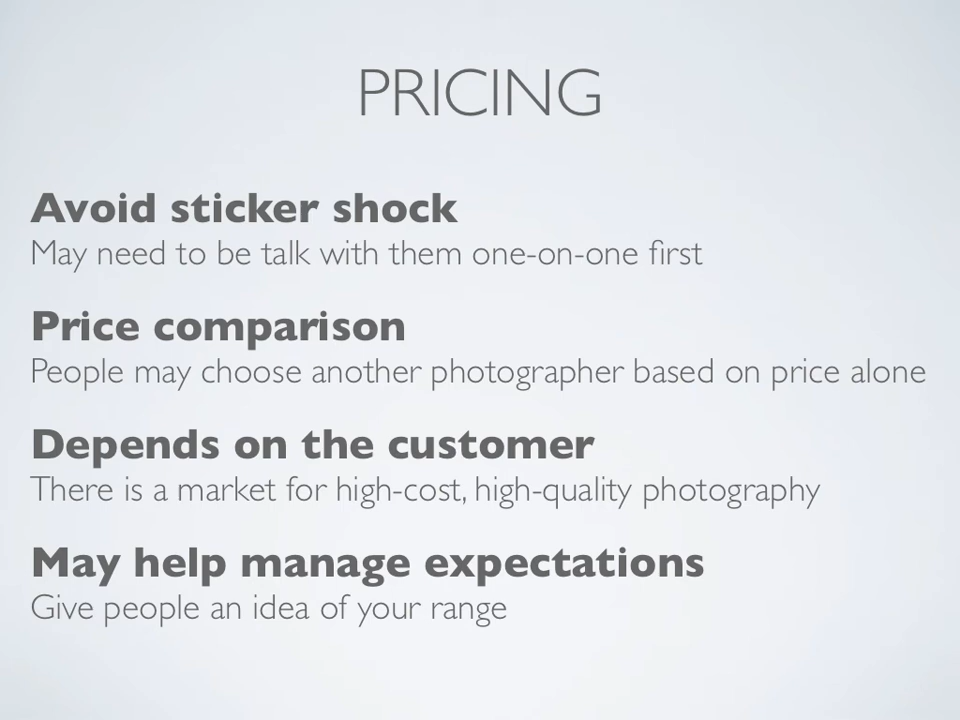 PRICING
Avoid sticker shock
May need to be talk with them one-on-one first
Price comparison
People may choose another photographer based on price alone
Depends on the customer
There is a market for high-cost, high-quality photography
May help manage expectations
Give people an idea of your range